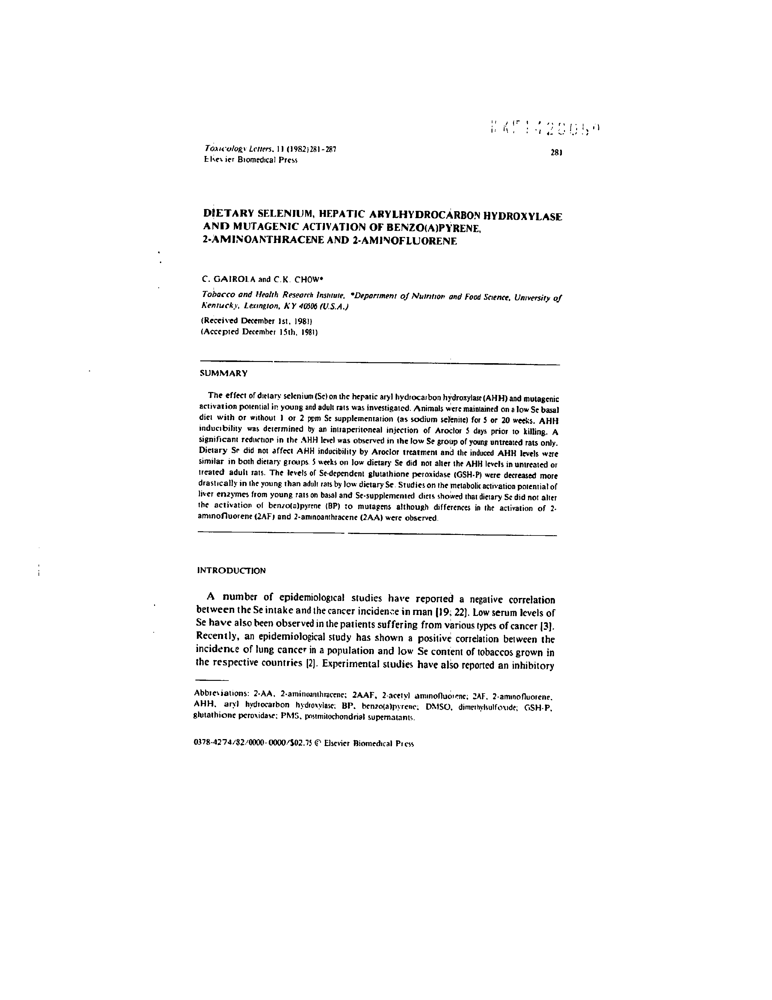 Toxicology Letters, 11 (1982) 281-287
Elsevier Biomedical Press
281
DIETARY SELENIUM, HEPATIC ARYLHYDROCARBON HYDROXYLASE
AND MUTAGENIC ACTIVATION OF BENZO(A)PYRENE,
2-AMINOANTHRACENE AND 2-AMINOFLUORENE
C. GAIROLA and C.K. CHOW*
Tobacco and Health Research Institute, *Department of Nutrition and Food Science, University of
Kentucky, Lexington, KY 40506 (U.S.A.)
(Received December 1st, 1981)
(Accepted December 15th, 1981)
SUMMARY
The effect of dietary selenium (Se) on the hepatic aryl hydrocarbon hydroxylase (AHH) and mutagenic
activation potential in young and adult rats was investigated. Animals were maintained on a low Se basal
diet with or without 1 or 2 ppm Se supplementation (as sodium selenite) for 5 or 20 weeks. AHH
inducibility was determined by an intraperitoneal injection of Aroclor 5 days prior to killing. A
significant reduction in the AHH level was observed in the low Se group of young untreated rats only.
Dietary Se did not affect AHH inducibility by Aroclor treatment and the induced AHH levels were
similar in both dietary groups. 5 weeks on low dietary Se did not alter the AHH levels in untreated or
treated adult rats. The levels of Se-dependent glutathione peroxidase (GSH-P) were decreased more
drastically in the young than adult rats by low dietary Se. Studies on the metabolic activation potential of
liver enzymes from young rats on basal and Se-supplemented diets showed that dietary Se did not alter
the activation of benzo(a)pyrene (BP) to mutagens although differences in the activation of 2-
aminofluorene (2AF) and 2-aminoanthracene (2AA) were observed.
INTRODUCTION
A number of epidemiological studies have reported a negative correlation
between the Se intake and the cancer incidence in man [19, 22]. Low serum levels of
Se have also been observed in the patients suffering from various types of cancer [3].
Recently, an epidemiological study has shown a positive correlation between the
incidence of lung cancer in a population and low Se content of tobaccos grown in
the respective countries [2]. Experimental studies have also reported an inhibitory
Abbreviations: 2-AA, 2-aminoanthracene; 2AAF, 2-acetyl aminofluorene; 2AF, 2-aminofluorene,
AHH, aryl hydrocarbon hydroxylase; BP, benzo(a)pyrene; DMSO, dimethylsulfoxide; GSH-P,
glutathione peroxidase; PMS, postmitochondrial supernatants.
0378-4274/82/0000-0000/$02.75 © Elsevier Biomedical Press